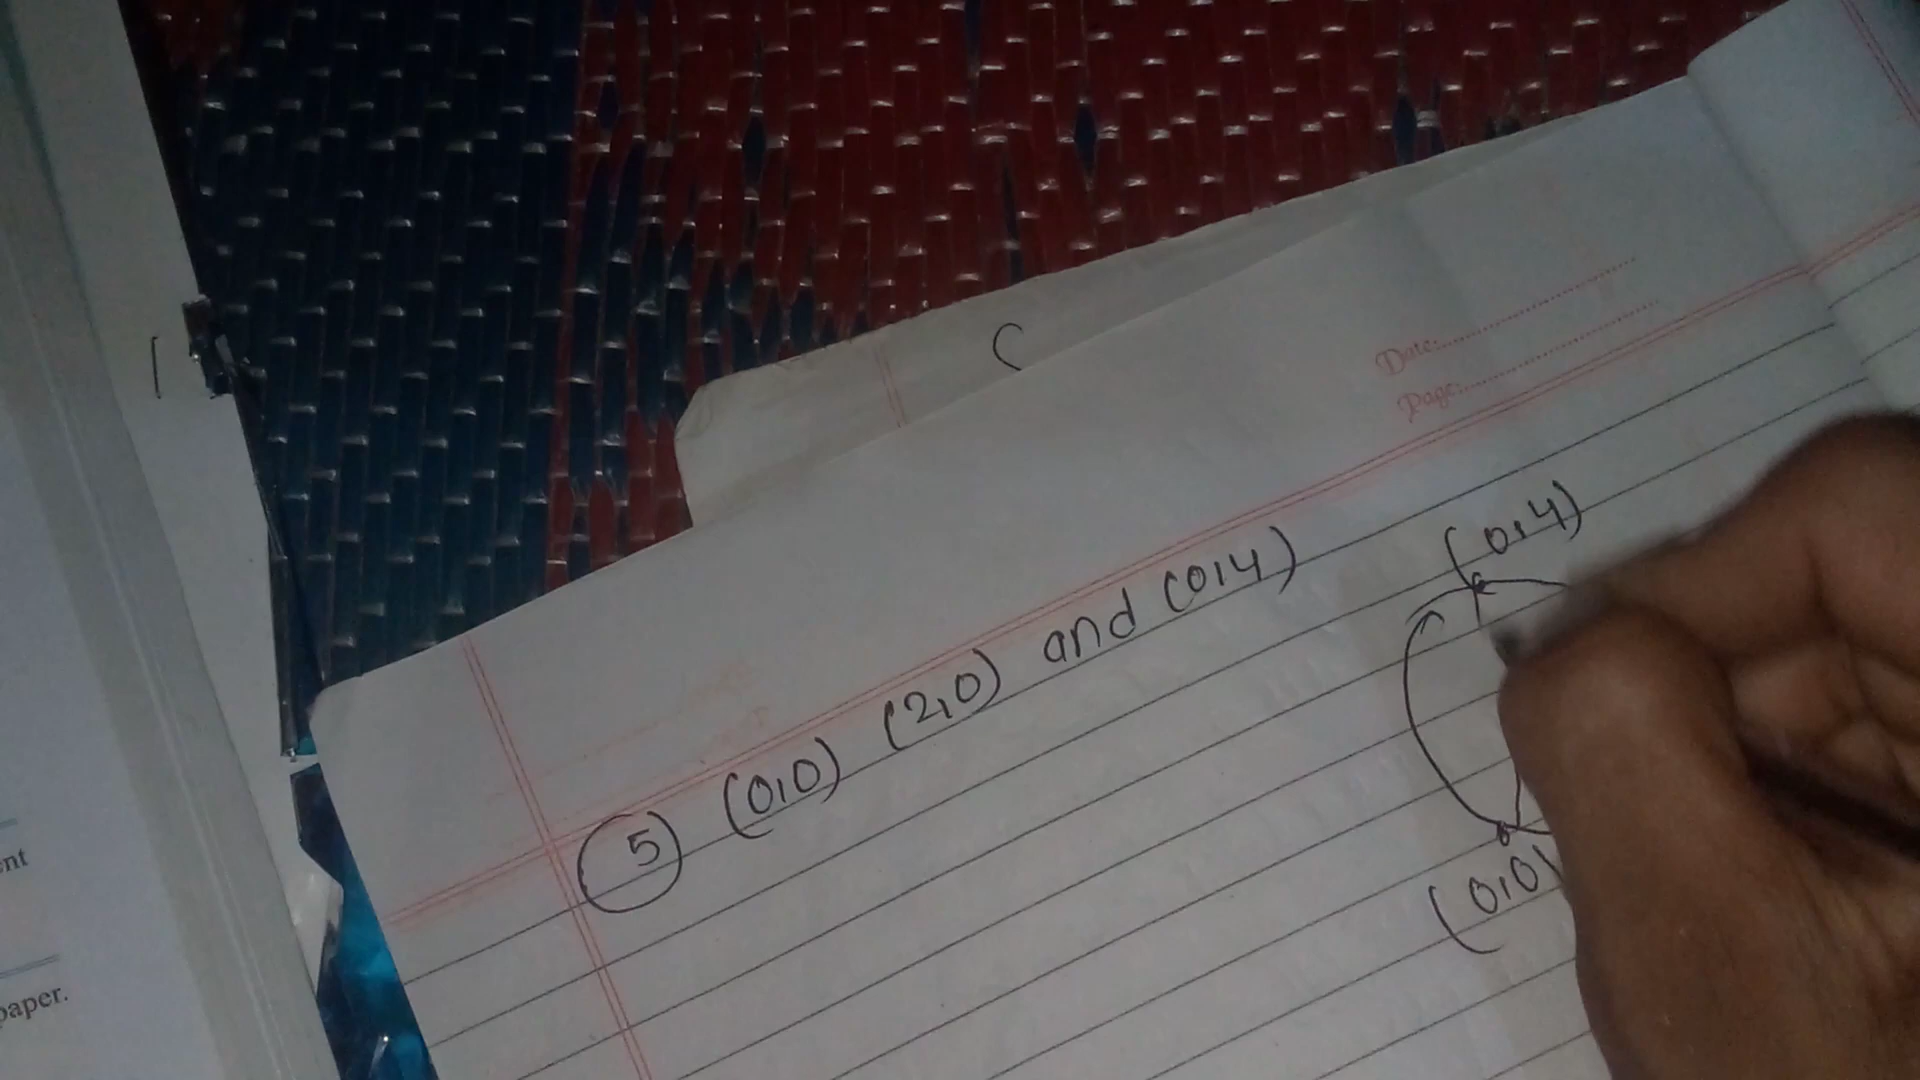 Date:
Page:
(0,4)
5) (0,0) (2,0) and (0,4)
(0,0)
ent
paper.